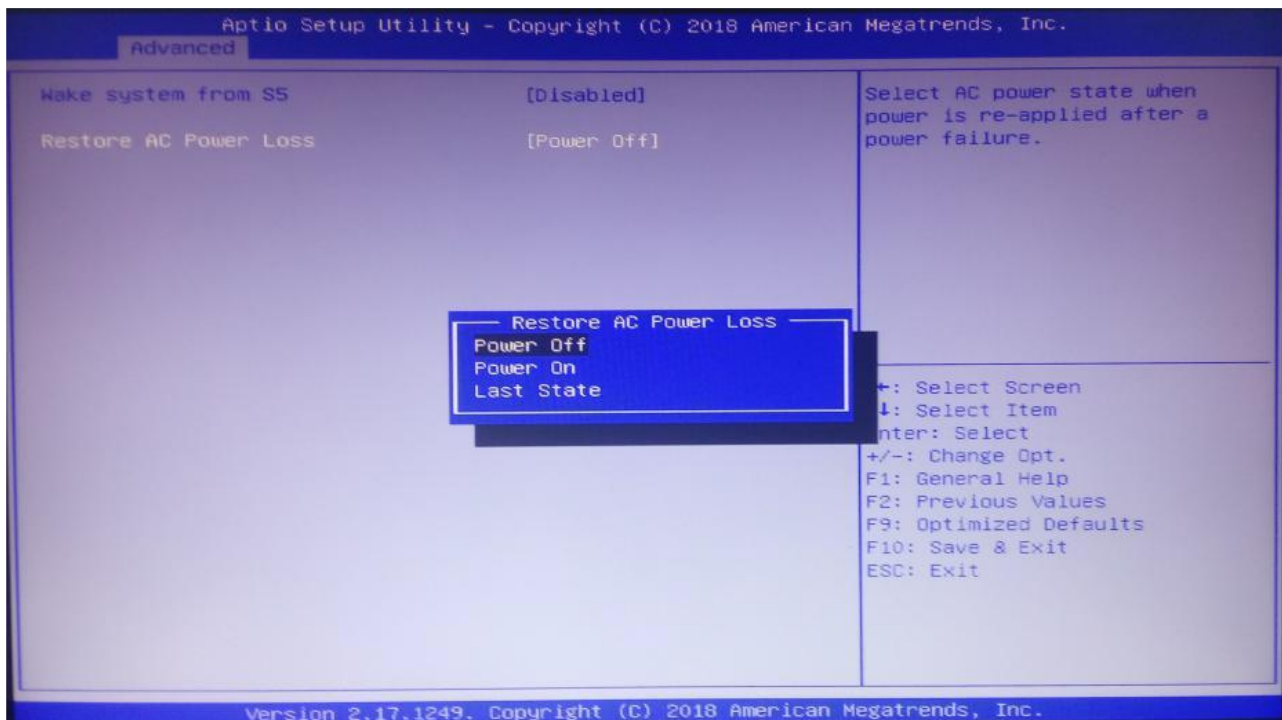 Aptio Setup Utility - Copyright (C) 2018 American Megatrends, Inc.
Advanced
Wake system from S5 [Disabled]
Restore AC Power Loss [Power Off]
Select AC power state when
power is re-applied after a
power failure.
Restore AC Power Loss
Power Off
Power On
Last State
←: Select Screen
↓: Select Item
nter: Select
+/-: Change Opt.
F1: General Help
F2: Previous Values
F9: Optimized Defaults
F10: Save & Exit
ESC: Exit
Version 2.17.1249. Copyright (C) 2018 American Megatrends, Inc.